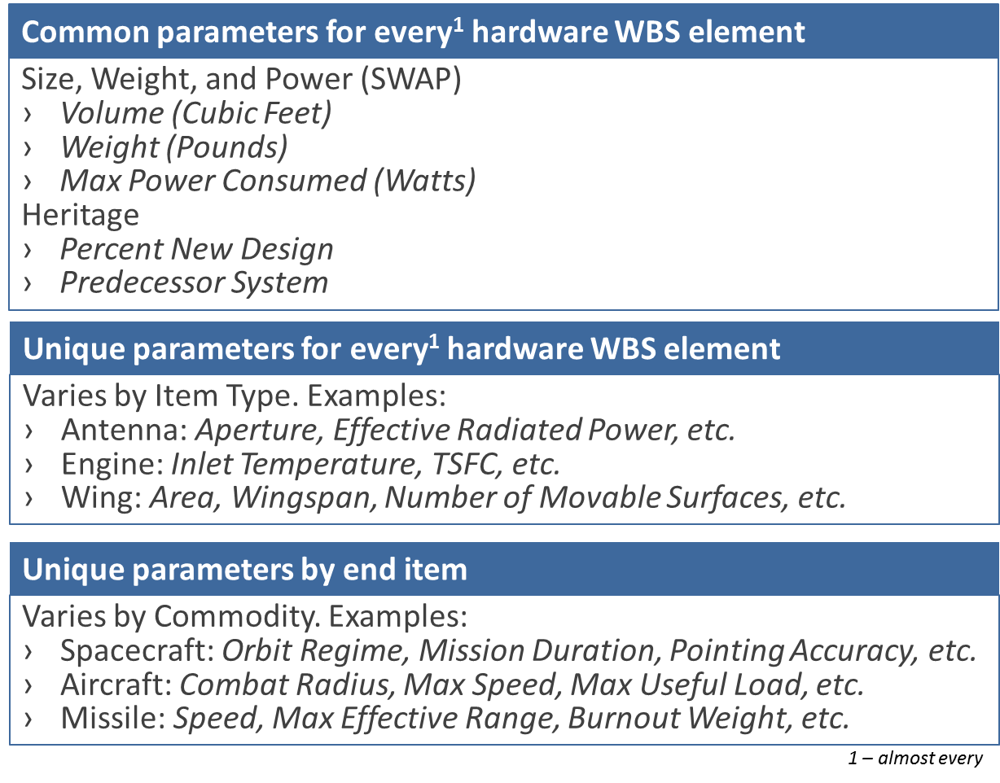 Common parameters for every¹ hardware WBS element
Size, Weight, and Power (SWAP)
› Volume (Cubic Feet)
› Weight (Pounds)
› Max Power Consumed (Watts)
Heritage
› Percent New Design
› Predecessor System
Unique parameters for every¹ hardware WBS element
Varies by Item Type. Examples:
› Antenna: Aperture, Effective Radiated Power, etc.
› Engine: Inlet Temperature, TSFC, etc.
› Wing: Area, Wingspan, Number of Movable Surfaces, etc.
Unique parameters by end item
Varies by Commodity. Examples:
› Spacecraft: Orbit Regime, Mission Duration, Pointing Accuracy, etc.
› Aircraft: Combat Radius, Max Speed, Max Useful Load, etc.
› Missile: Speed, Max Effective Range, Burnout Weight, etc.
1 – almost every